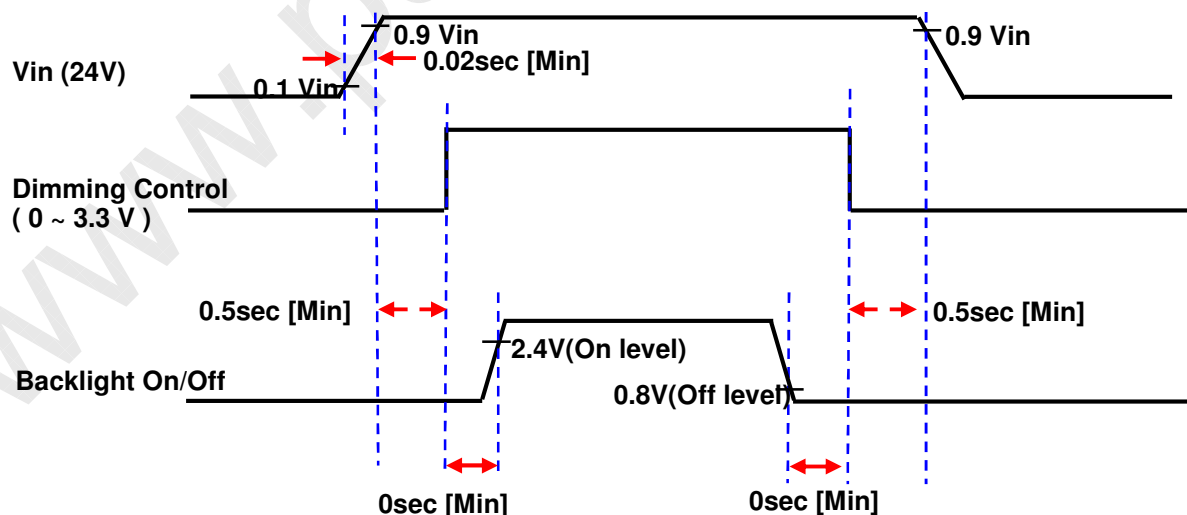 0.9 Vin
0.9 Vin
0.02sec [Min]
Vin (24V)
0.1 Vin
Dimming Control
( 0 ~ 3.3 V )
0.5sec [Min]
0.5sec [Min]
2.4V(On level)
Backlight On/Off
0.8V(Off level)
0sec [Min]
0sec [Min]
www.p